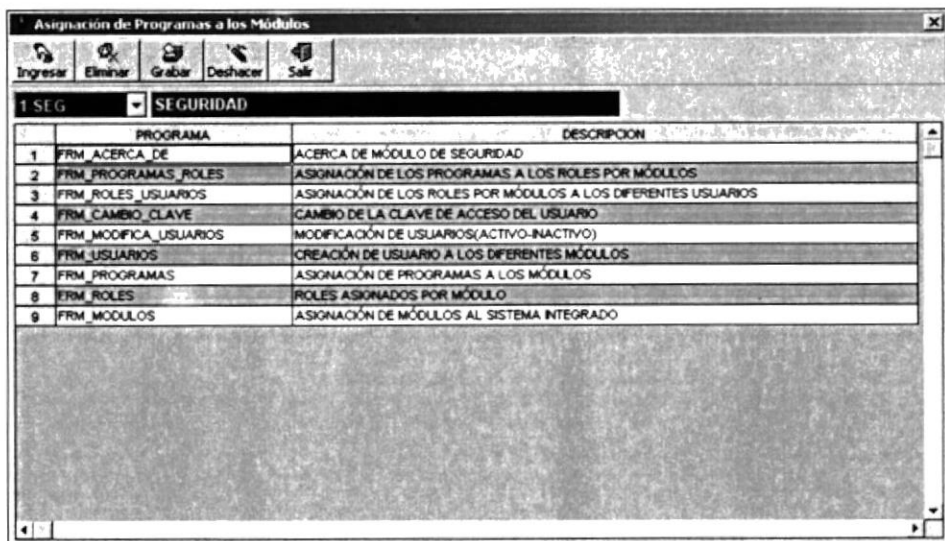 Asignación de Programas a los Módulos
Ingresar Eliminar Grabar Deshacer Salir
1 SEG SEGURIDAD
PROGRAMA DESCRIPCION
1 FRM_ACERCA_DE ACERCA DE MÓDULO DE SEGURIDAD
2 FRM_PROGRAMAS_ROLES ASIGNACIÓN DE LOS PROGRAMAS A LOS ROLES POR MÓDULOS
3 FRM_ROLES_USUARIOS ASIGNACIÓN DE LOS ROLES POR MÓDULOS A LOS DIFERENTES USUARIOS
4 FRM_CAMBIO_CLAVE CAMBIO DE LA CLAVE DE ACCESO DEL USUARIO
5 FRM_MODIFICA_USUARIOS MODIFICACIÓN DE USUARIOS(ACTIVO-INACTIVO)
6 FRM_USUARIOS CREACIÓN DE USUARIO A LOS DIFERENTES MÓDULOS
7 FRM_PROGRAMAS ASIGNACIÓN DE PROGRAMAS A LOS MÓDULOS
8 FRM_ROLES ROLES ASIGNADOS POR MÓDULO
9 FRM_MODULOS ASIGNACIÓN DE MÓDULOS AL SISTEMA INTEGRADO